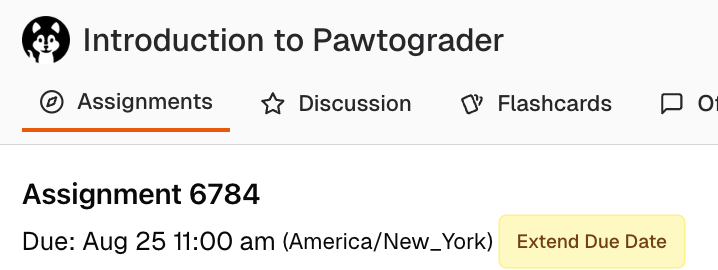 Introduction to Pawtograder
Assignments Discussion Flashcards
Assignment 6784
Due: Aug 25 11:00 am (America/New_York) Extend Due Date